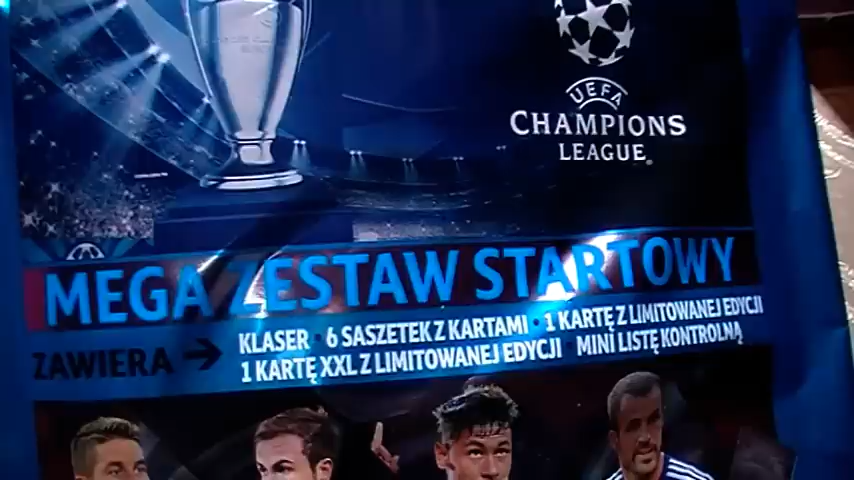 UEFA
CHAMPIONS
LEAGUE®
MEGA ZESTAW STARTOWY
ZAWIERA → KLASER · 6 SASZETEK Z KARTAMI · 1 KARTĘ Z LIMITOWANEJ EDYCJI
1 KARTĘ XXL Z LIMITOWANEJ EDYCJI · MINI LISTĘ KONTROLNĄ